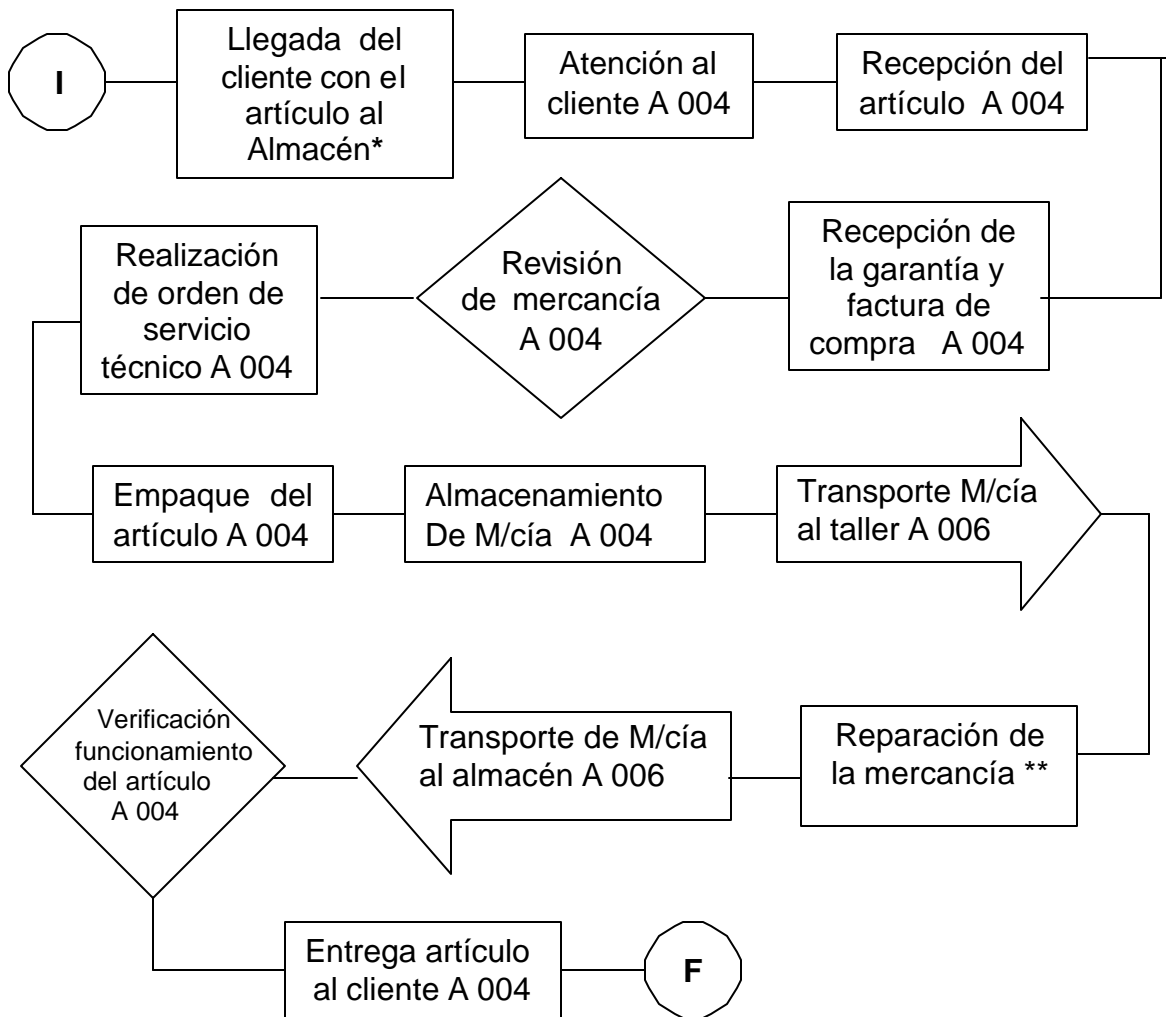 I
Llegada del
cliente con el
artículo al
Almacén*
Atención al
cliente A 004
Recepción del
artículo A 004
Recepción de
la garantía y
factura de
compra A 004
Revisión
de mercancía
A 004
Realización
de orden de
servicio
técnico A 004
Empaque del
artículo A 004
Almacenamiento
De M/cía A 004
Transporte M/cía
al taller A 006
Reparación de
la mercancía **
Transporte de M/cía
al almacén A 006
Verificación
funcionamiento
del artículo
A 004
Entrega artículo
al cliente A 004
F